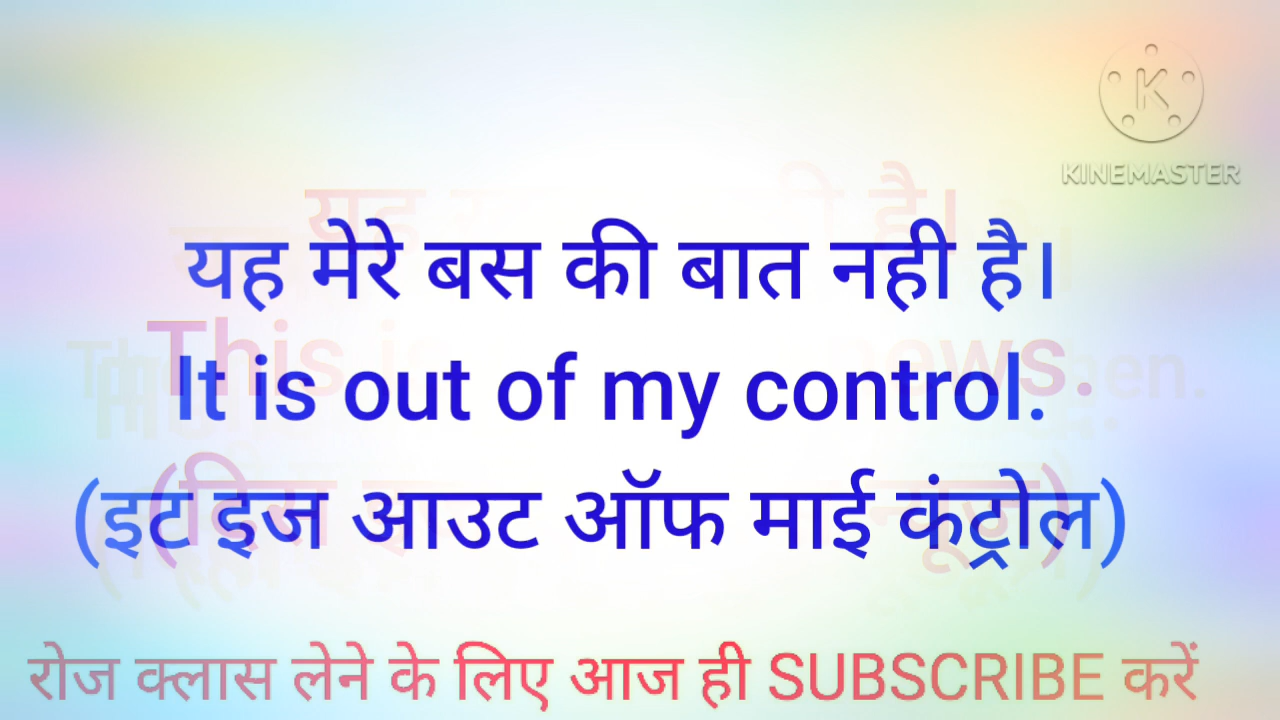 KINEMASTER
यह मेरे बस की बात नही है।
It is out of my control.
(इट इज आउट ऑफ माई कंट्रोल)
रोज क्लास लेने के लिए आज ही SUBSCRIBE करें